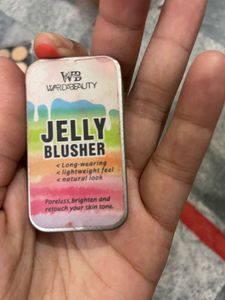 WB
WARDABEAUTY
JELLY
BLUSHER
< Long-wearing
< lightweight feel
< natural look
Poreless, brighten and
retouch your skin tone.